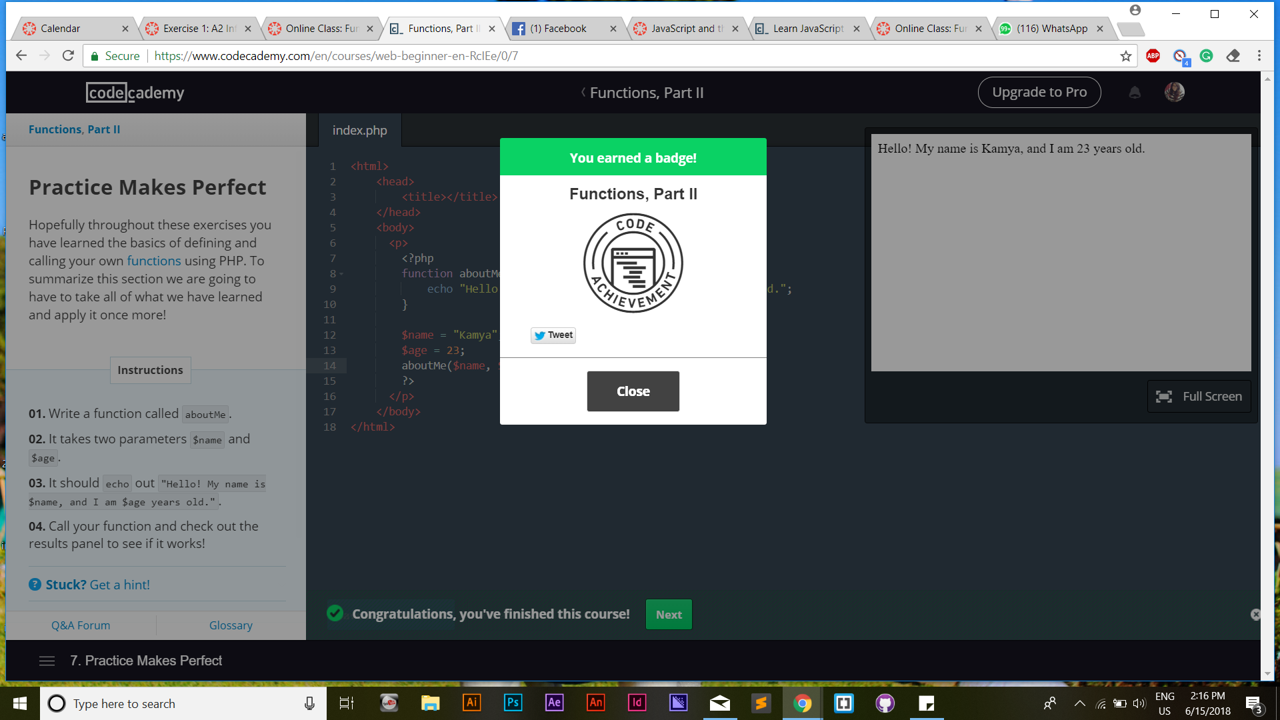 Calendar
Exercise 1: A2 In
Online Class: Fu
Functions, Part I
(1) Facebook
JavaScript and t
Learn JavaScript
Online Class: Fu
(116) WhatsApp
Secure
https://www.codecademy.com/en/courses/web-beginner-en-RcIEe/0/7
ABP
4
codecademy
Functions, Part II
Upgrade to Pro
Functions, Part II
Practice Makes Perfect
Hopefully throughout these exercises you
have learned the basics of defining and
calling your own functions using PHP. To
summarize this section we are going to
have to take all of what we have learned
and apply it once more!
Instructions
01. Write a function called aboutMe.
02. It takes two parameters $name and
$age.
03. It should echo out "Hello! My name is
$name, and I am $age years old.".
04. Call your function and check out the
results panel to see if it works!
? Stuck? Get a hint!
Q&A Forum
Glossary
7. Practice Makes Perfect
index.php
1 <html>
2 <head>
3 <title></title>
4 </head>
5 <body>
6 <p>
7 <?php
8 function aboutMe
9 echo "Hello d.";
10 }
11
12 $name = "Kamya"
13 $age = 23;
14 aboutMe($name,
15 ?>
16 </p>
17 </body>
18 </html>
You earned a badge!
Functions, Part II
CODE
ACHIEVEMENT
Tweet
Close
Hello! My name is Kamya, and I am 23 years old.
Full Screen
Congratulations, you've finished this course!
Next
Type here to search
Ai
Ps
Ae
An
Id
ENG
US
2:16 PM
6/15/2018
3